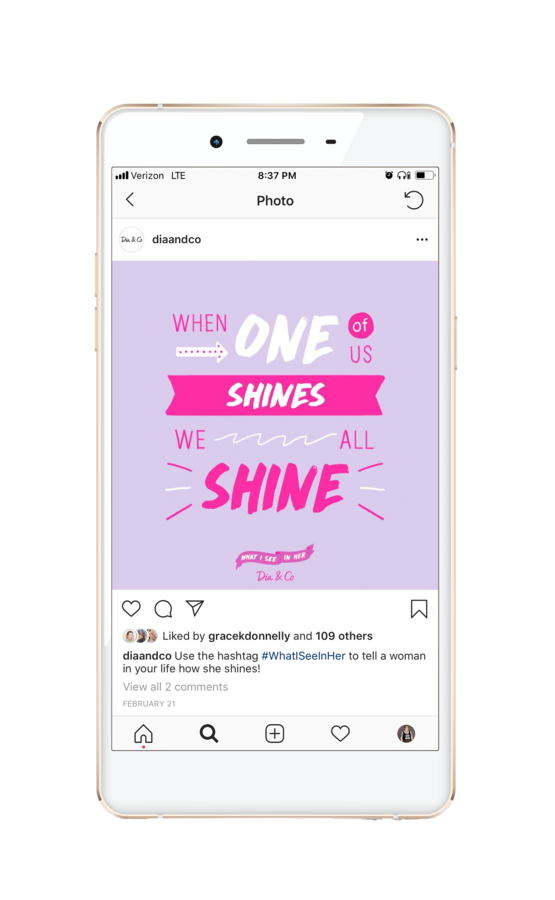 Verizon LTE 8:37 PM
Photo
Dia & Co diaandco
WHEN ONE of US
SHINES
WE ALL
SHINE
WHAT I SEE IN HER
Dia & Co
Liked by gracekdonnelly and 109 others
diaandco Use the hashtag #WhatISeeInHer to tell a woman
in your life how she shines!
View all 2 comments
FEBRUARY 21